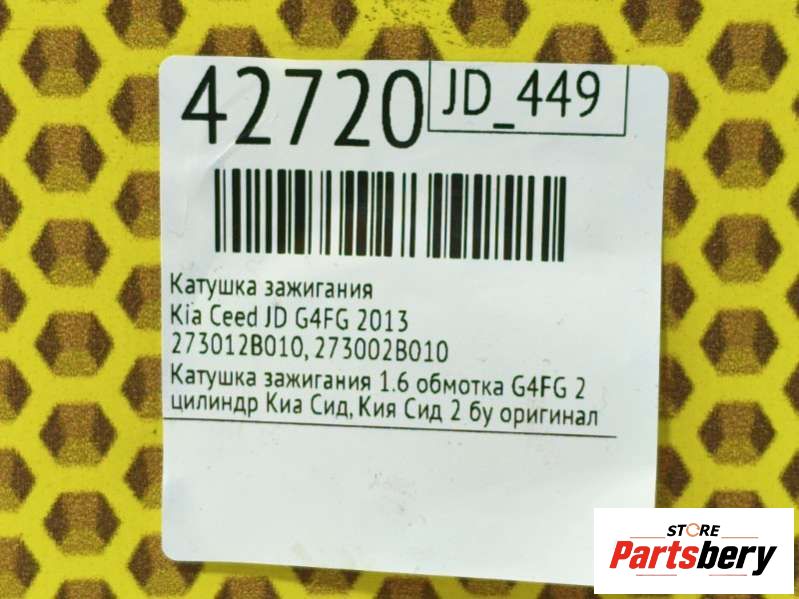 42720
JD_449
Катушка зажигания
Kia Ceed JD G4FG 2013
273012B010, 273002B010
Катушка зажигания 1.6 обмотка G4FG 2
цилиндр Киа Сид, Кия Сид 2 бу оригинал
STORE
Partsbery